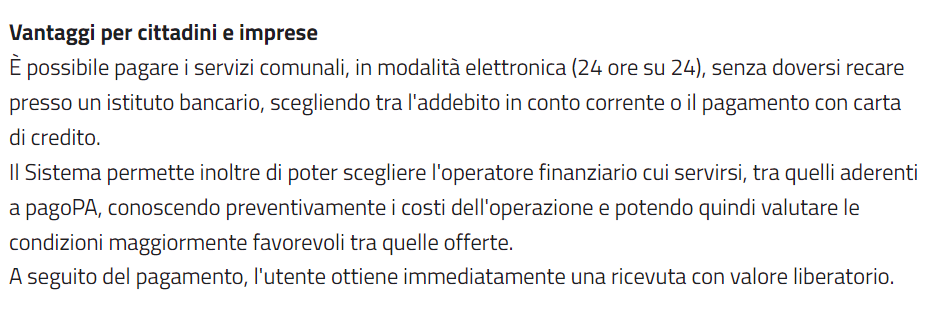 Vantaggi per cittadini e imprese
È possibile pagare i servizi comunali, in modalità elettronica (24 ore su 24), senza doversi recare
presso un istituto bancario, scegliendo tra l'addebito in conto corrente o il pagamento con carta
di credito.
Il Sistema permette inoltre di poter scegliere l'operatore finanziario cui servirsi, tra quelli aderenti
a pagoPA, conoscendo preventivamente i costi dell'operazione e potendo quindi valutare le
condizioni maggiormente favorevoli tra quelle offerte.
A seguito del pagamento, l'utente ottiene immediatamente una ricevuta con valore liberatorio.